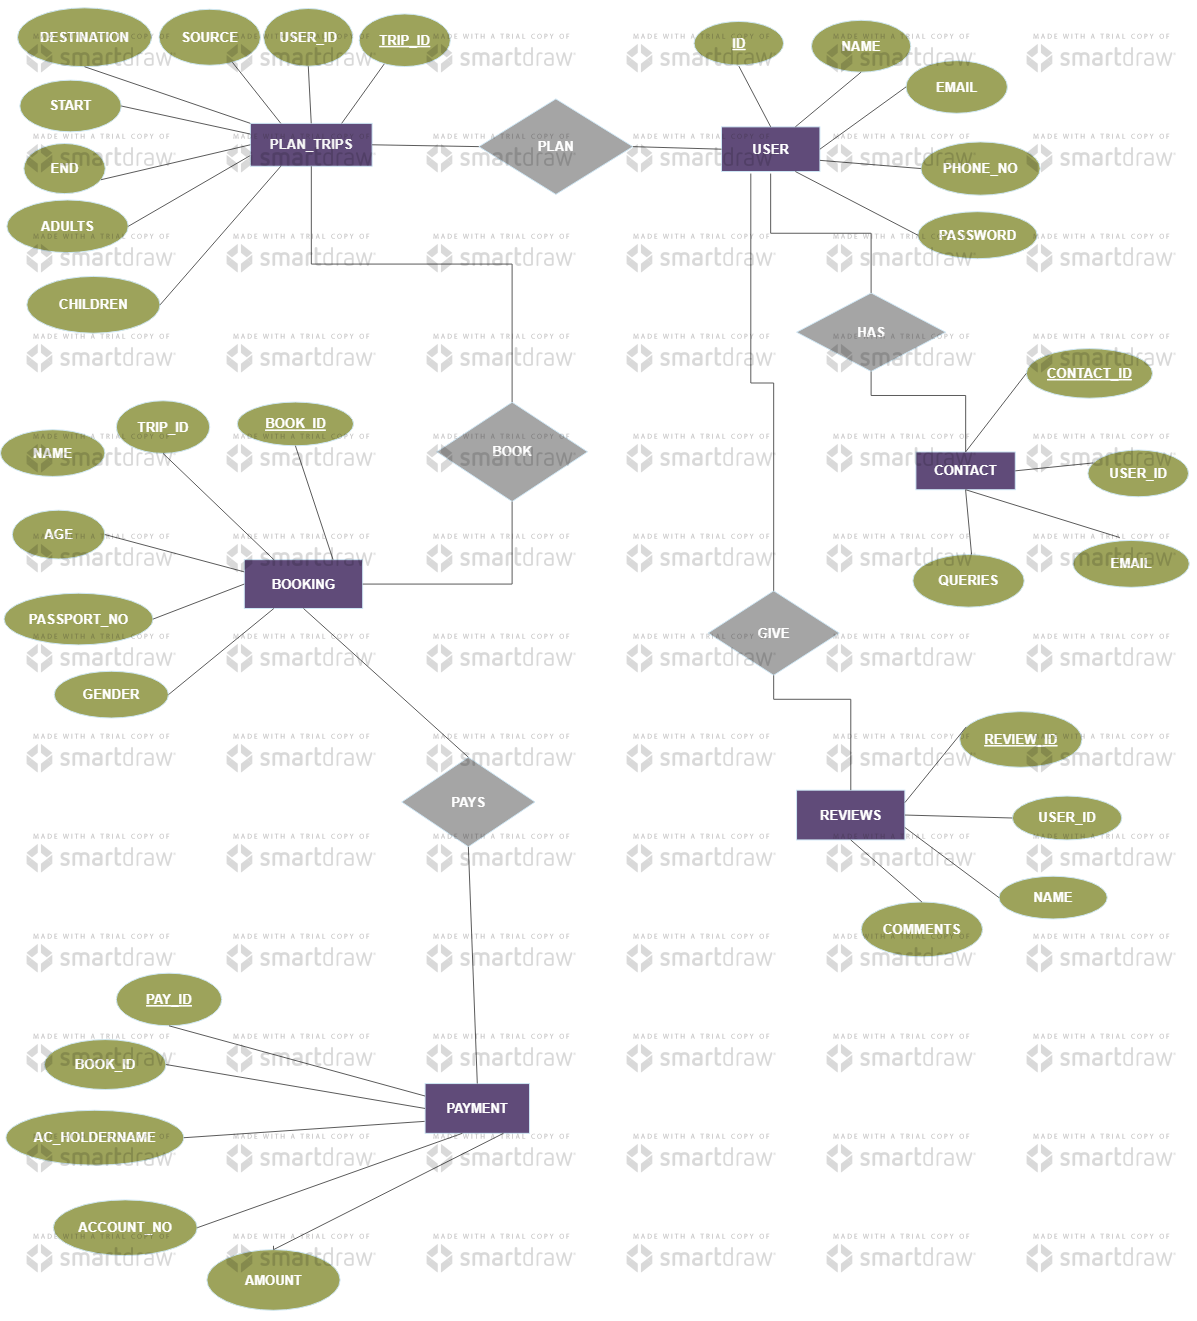 DESTINATION
SOURCE
USER_ID
TRIP_ID
START
END
ADULTS
CHILDREN
PLAN_TRIPS
PLAN
USER
ID
NAME
EMAIL
PHONE_NO
PASSWORD
HAS
CONTACT_ID
CONTACT
USER_ID
EMAIL
QUERIES
NAME
TRIP_ID
BOOK_ID
BOOK
AGE
BOOKING
PASSPORT_NO
GENDER
GIVE
PAYS
REVIEW_ID
REVIEWS
USER_ID
NAME
COMMENTS
PAY_ID
BOOK_ID
PAYMENT
AC_HOLDERNAME
ACCOUNT_NO
AMOUNT
MADE WITH A TRIAL COPY OF
smartdraw